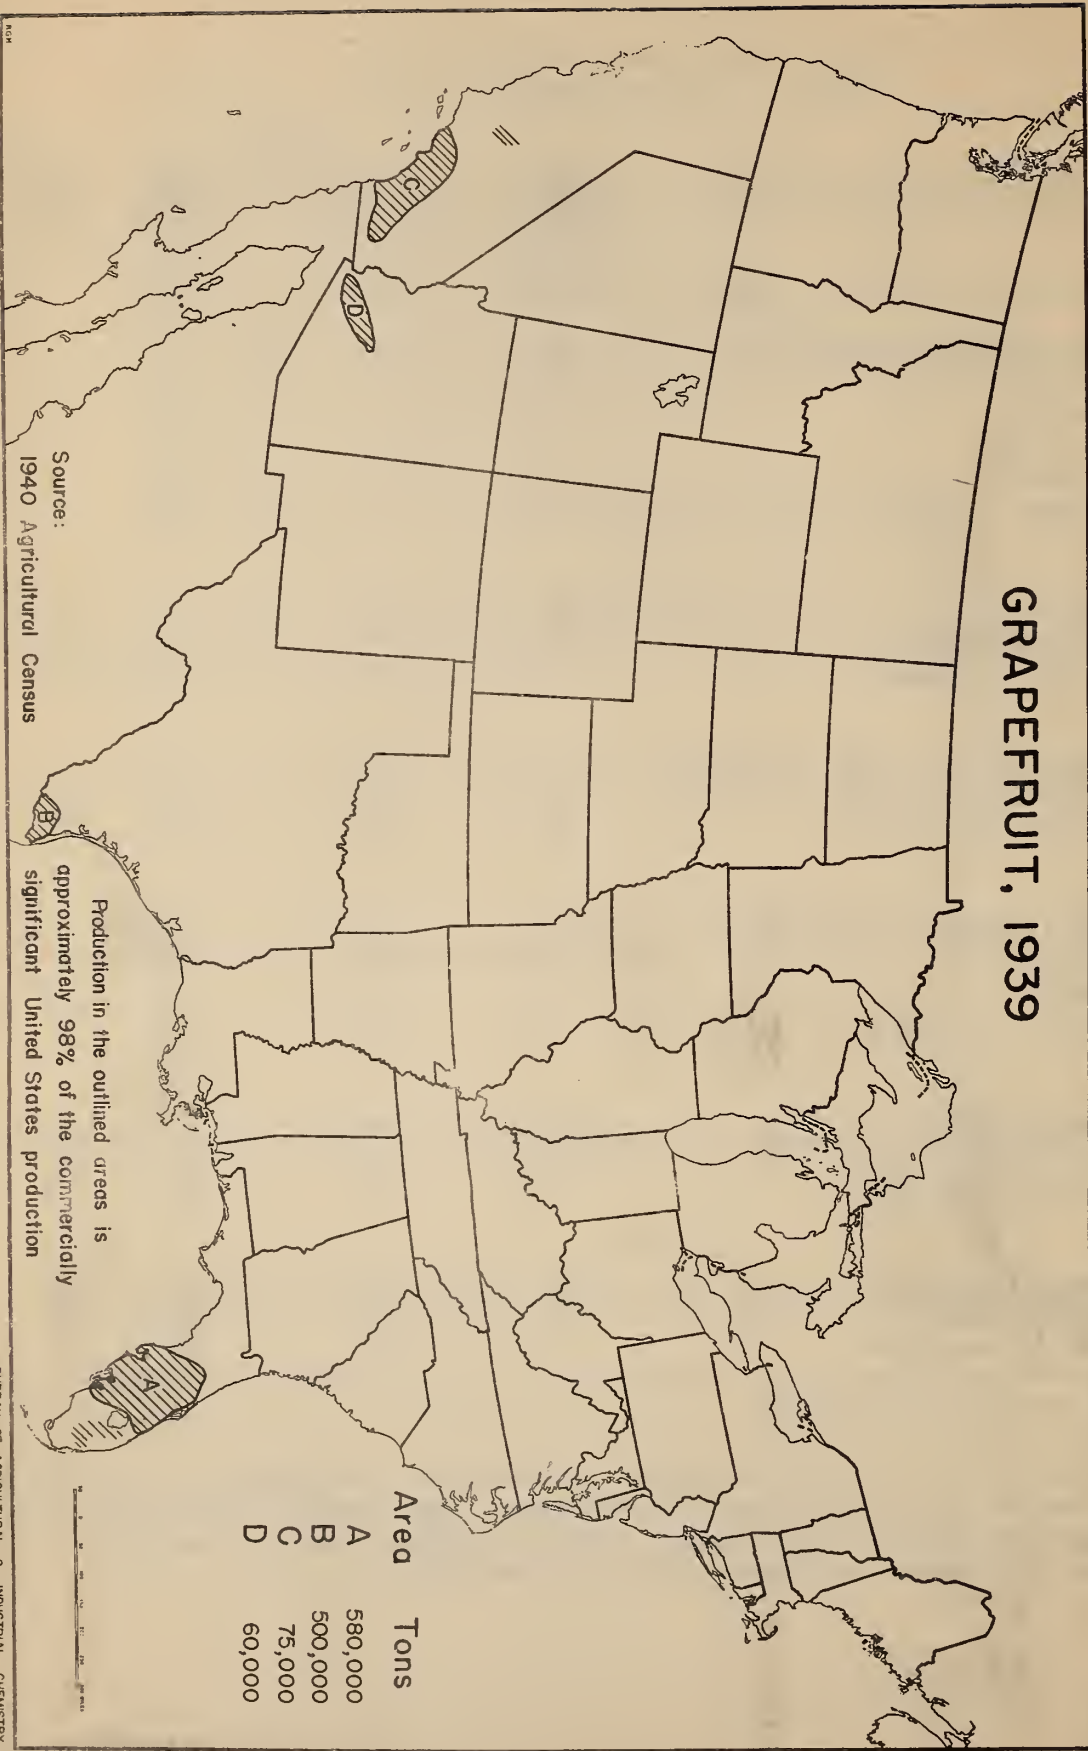 GRAPEFRUIT, 1939
C
D
B
A
Area Tons
A 580,000
B 500,000
C 75,000
D 60,000
Source:
1940 Agricultural Census
Production in the outlined areas is
approximately 98% of the commercially
significant United States production
RGH